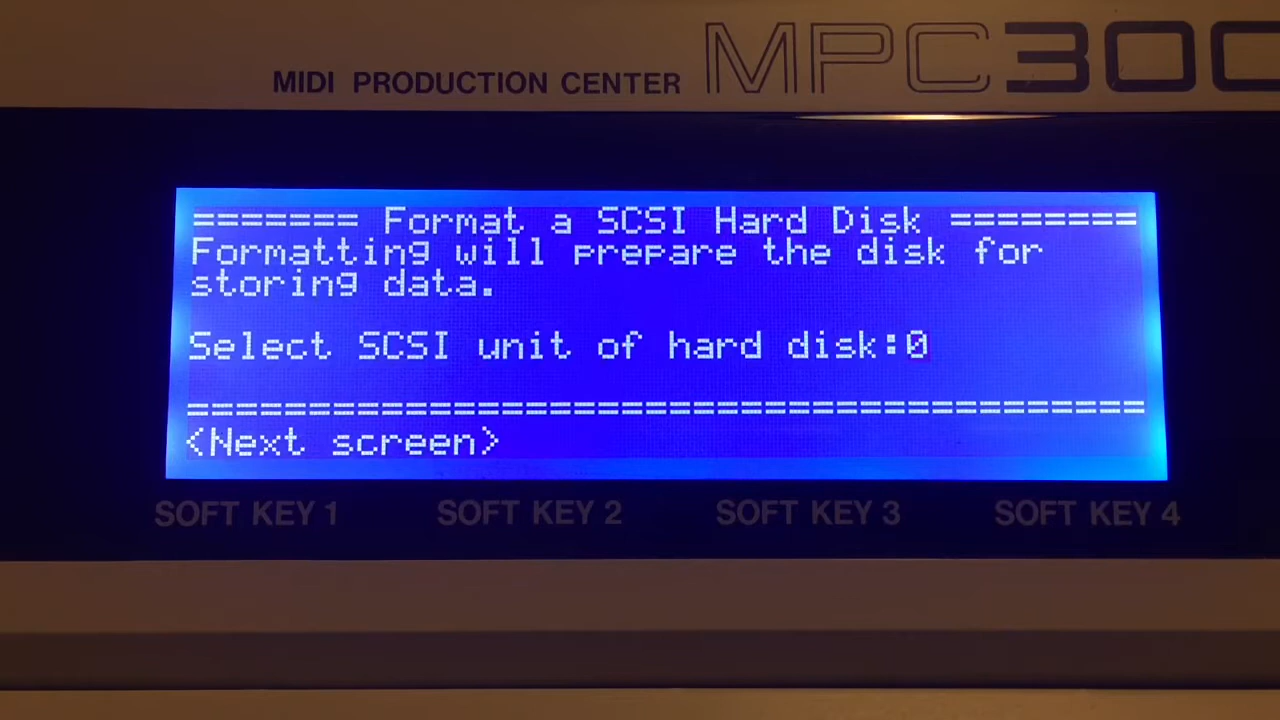 MIDI PRODUCTION CENTER MPC300
======= Format a SCSI Hard Disk ========
Formatting will prepare the disk for
storing data.
Select SCSI unit of hard disk:0
=========================================
<Next screen>
SOFT KEY 1 SOFT KEY 2 SOFT KEY 3 SOFT KEY 4